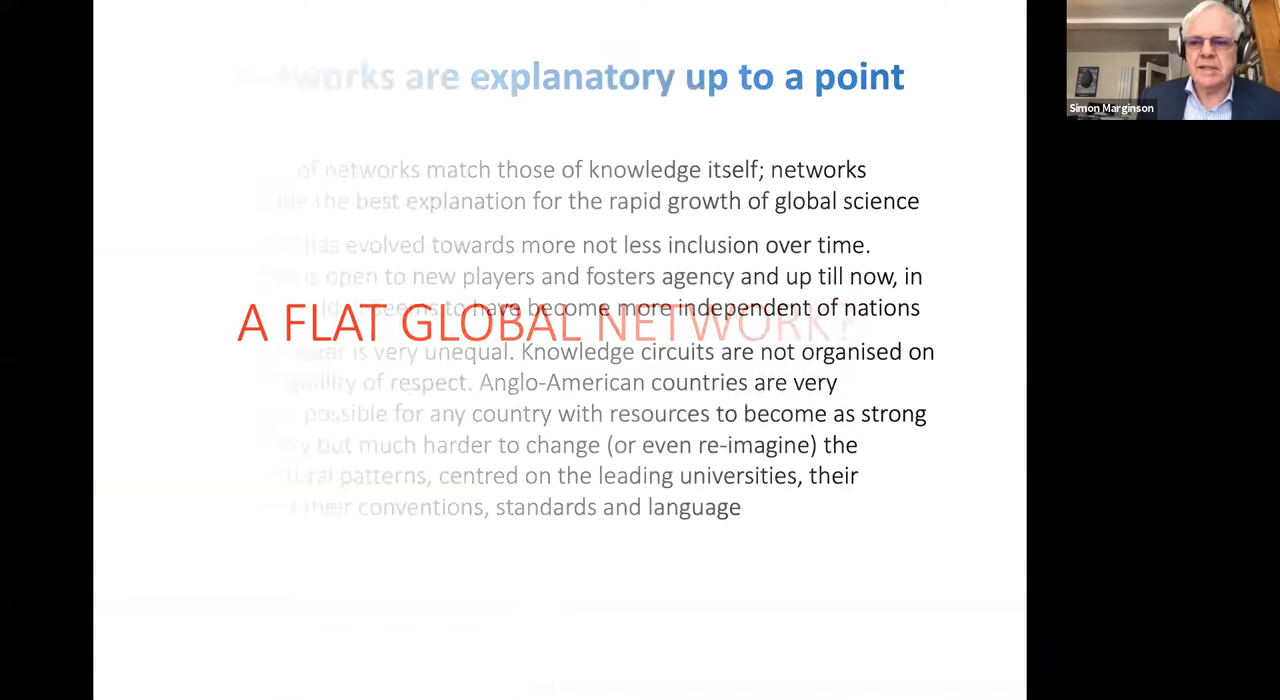 Networks are explanatory up to a point
of networks match those of knowledge itself; networks
the best explanation for the rapid growth of global science
evolved towards more not less inclusion over time.
is open to new players and fosters agency and up till now, in
seems to have become more independent of nations
A FLAT GLOBAL NETWORK?
is very unequal. Knowledge circuits are not organised on
of respect. Anglo-American countries are very
possible for any country with resources to become as strong
but much harder to change (or even re-imagine) the
patterns, centred on the leading universities, their
their conventions, standards and language
Simon Marginson